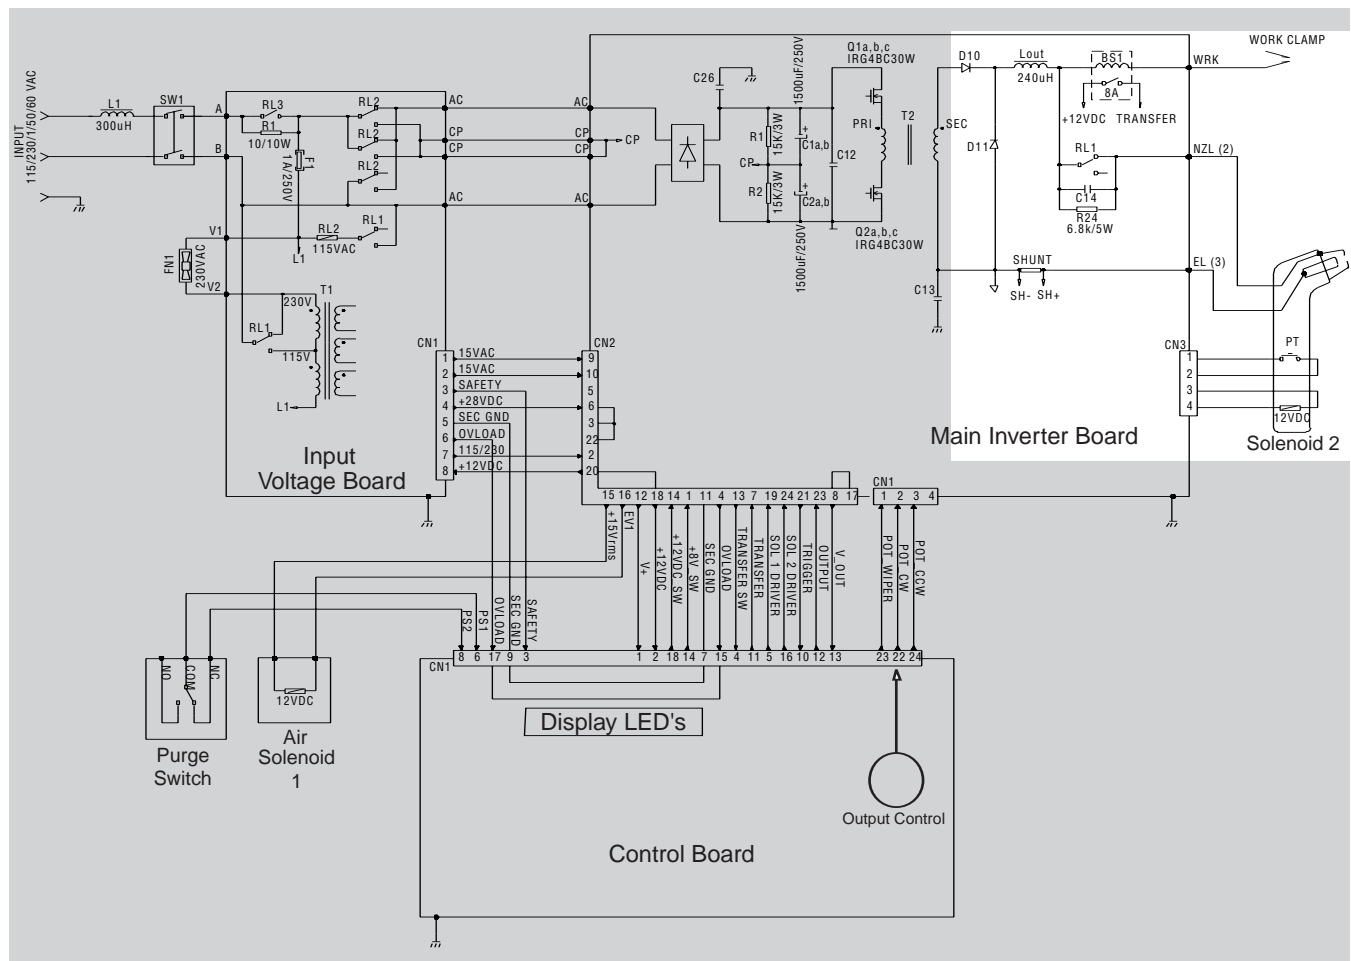 INPUT
115/230/1/50/60 VAC
L1
300uH
SW1
A
B
RL3
R1
10/10W
F1
1A/250V
RL2
RL2
RL2
AC
CP
CP
AC
V1
V2
FN1
230VAC
RL2
115VAC
RL1
L1
T1
230V
RL1
115V
L1
Input
Voltage Board
CN1
1 15VAC
2 15VAC
3 SAFETY
4 +28VDC
5 SEC GND
6 OVLOAD
7 115/230
8 +12VDC
CN2
9
10
5
6
3
22
2
20
AC
CP
CP
AC
CP
C26
R1
15K/3W
CP
R2
15K/3W
1500uF/250V
C1a,b
C2a,b
1500uF/250V
C12
Q1a,b,c
IRG4BC30W
PRI
T2
SEC
Q2a,b,c
IRG4BC30W
D10
D11
C13
Lout
240uH
BS1
8A
+12VDC TRANSFER
RL1
C14
R24
6.8k/5W
SHUNT
SH- SH+
WRK
WORK CLAMP
NZL (2)
EL (3)
CN3
1
2
3
4
PT
12VDC
Solenoid 2
Main Inverter Board
15 16 12 18 14 1 11 4 13 7 19 24 21 23 8 17
CN1
1 2 3 4
+15Vrms
EV1
V+
+12VDC
+12VDC SW
+8V SW
SEC GND
OVLOAD
TRANSFER SW
TRANSFER
SOL 1 DRIVER
SOL 2 DRIVER
TRIGGER
OUTPUT
V_OUT
POT_WIPER
POT_CW
POT_CCW
PS2
PS1
OVLOAD
SEC GND
SAFETY
CN1
8 6 17 9 3 1 2 18 14 7 15 4 11 5 16 10 12 13 23 22 24
NO
COM
NC
12VDC
Purge
Switch
Air
Solenoid
1
Display LED's
Output Control
Control Board